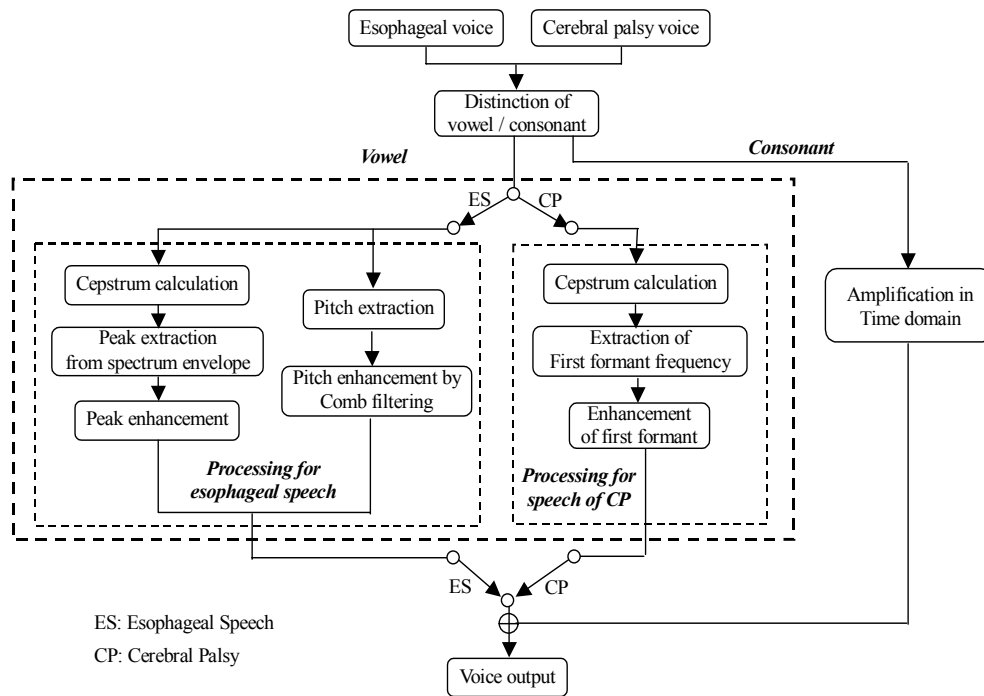 Esophageal voice
Cerebral palsy voice
Distinction of
vowel / consonant
Vowel
Consonant
ES
CP
Cepstrum calculation
Peak extraction
from spectrum envelope
Peak enhancement
Pitch extraction
Pitch enhancement by
Comb filtering
Processing for
esophageal speech
Cepstrum calculation
Extraction of
First formant frequency
Enhancement
of first formant
Processing for
speech of CP
Amplification in
Time domain
ES
CP
ES: Esophageal Speech
CP: Cerebral Palsy
Voice output